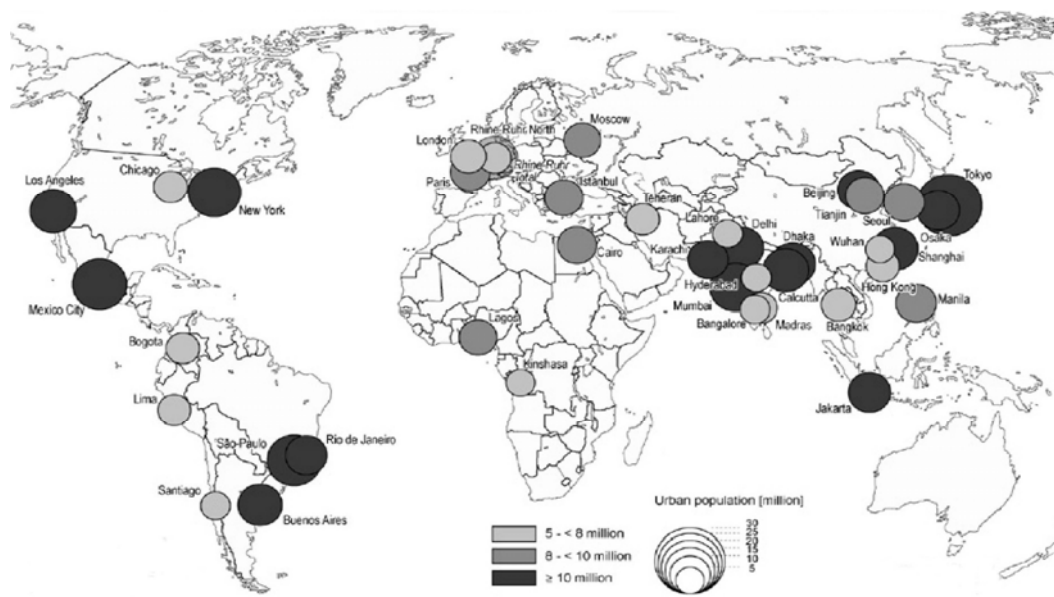 Moscow
Rhine-Ruhr North
London
Rhine-Ruhr
Paris
Istanbul
Chicago
Los Angeles
New York
Teheran
Beijing
Tokyo
Tianjin
Seoul
Lahore
Delhi
Dhaka
Wuhan
Osaka
Karachi
Shanghai
Cairo
Hyderabad
Hong Kong
Mexico City
Mumbai
Calcutta
Manila
Bangalore
Madras
Bangkok
Lagos
Bogota
Kinshasa
Lima
Jakarta
São-Paulo
Rio de Janeiro
Santiago
Buenos Aires
Urban population [million]
5 - < 8 million
8 - < 10 million
≥ 10 million
30
25
20
15
10
5